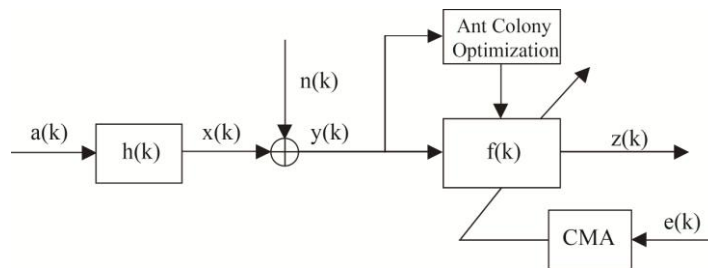 Ant Colony
Optimization
n(k)
a(k)
h(k)
x(k)
y(k)
f(k)
z(k)
CMA
e(k)